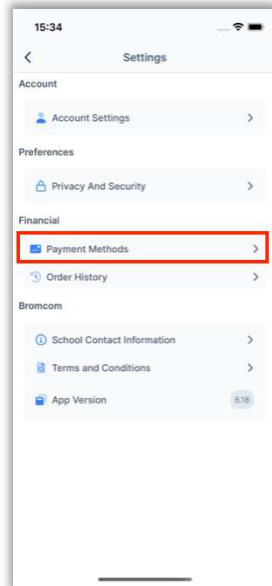 15:34
Settings
Account
Account Settings
Preferences
Privacy And Security
Financial
Payment Methods
Order History
Bromcom
School Contact Information
Terms and Conditions
App Version 6.18